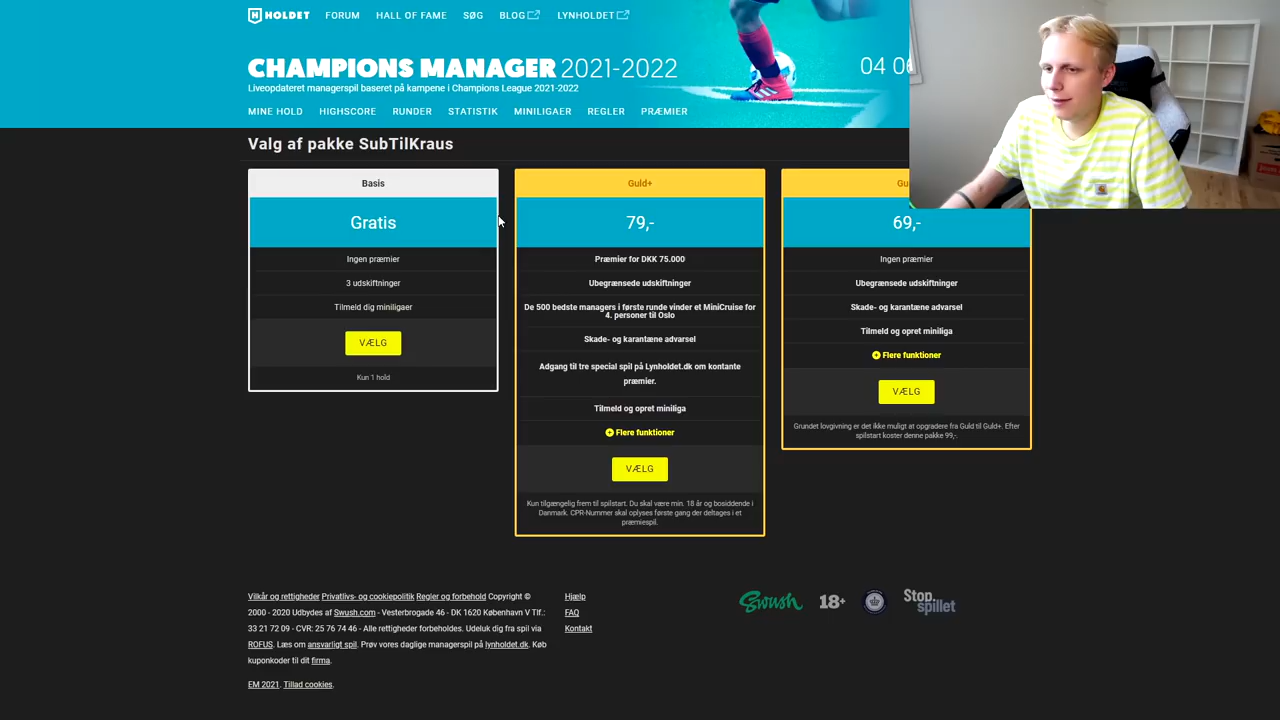 HOLDET FORUM HALL OF FAME SØG BLOG LYNHOLDET
CHAMPIONS MANAGER 2021-2022
04
Liveopdateret managerspil baseret på kampene i Champions League 2021-2022
MINE HOLD HIGHSCORE RUNDER STATISTIK MINILIGAER REGLER PRÆMIER
Valg af pakke SubTilKraus
Basis
Gratis
Ingen præmier
3 udskiftninger
Tilmeld dig miniligaer
VÆLG
Kun 1 hold
Guld+
79,-
Præmier for DKK 75.000
Ubegrænsede udskiftninger
De 500 bedste managers i første runde vinder et MiniCruise for
4. personer til Oslo
Skade- og karantæne advarsel
Adgang til tre special spil på Lynholdet.dk om kontante
præmier.
Tilmeld og opret miniliga
Flere funktioner
VÆLG
Kun tilgængelig frem til spilstart. Du skal være min. 18 år og bosiddende i
Danmark. CPR-Nummer skal oplyses første gang der deltages i et
præmiespil.
69,-
Ingen præmier
Ubegrænsede udskiftninger
Skade- og karantæne advarsel
Tilmeld og opret miniliga
Flere funktioner
VÆLG
Grundet lovgivning er det ikke muligt at opgradere fra Guld til Guld+. Efter
spilstart koster denne pakke 99,-.
Vilkår og rettigheder Privatlivs- og cookiepolitik Regler og forbehold Copyright ©
2000 - 2020 Udbydes af Swush.com - Vesterbrogade 46 - DK 1620 København V Tlf.:
33 21 72 09 - CVR: 25 76 74 46 - Alle rettigheder forbeholdes. Udeluk dig fra spil via
ROFUS. Læs om ansvarligt spil. Prøv vores daglige managerspil på lynholdet.dk. Køb
kuponkoder til dit firma.
EM 2021. Tillad cookies.
Hjælp
FAQ
Kontakt
Swush 18+ Stop
spillet